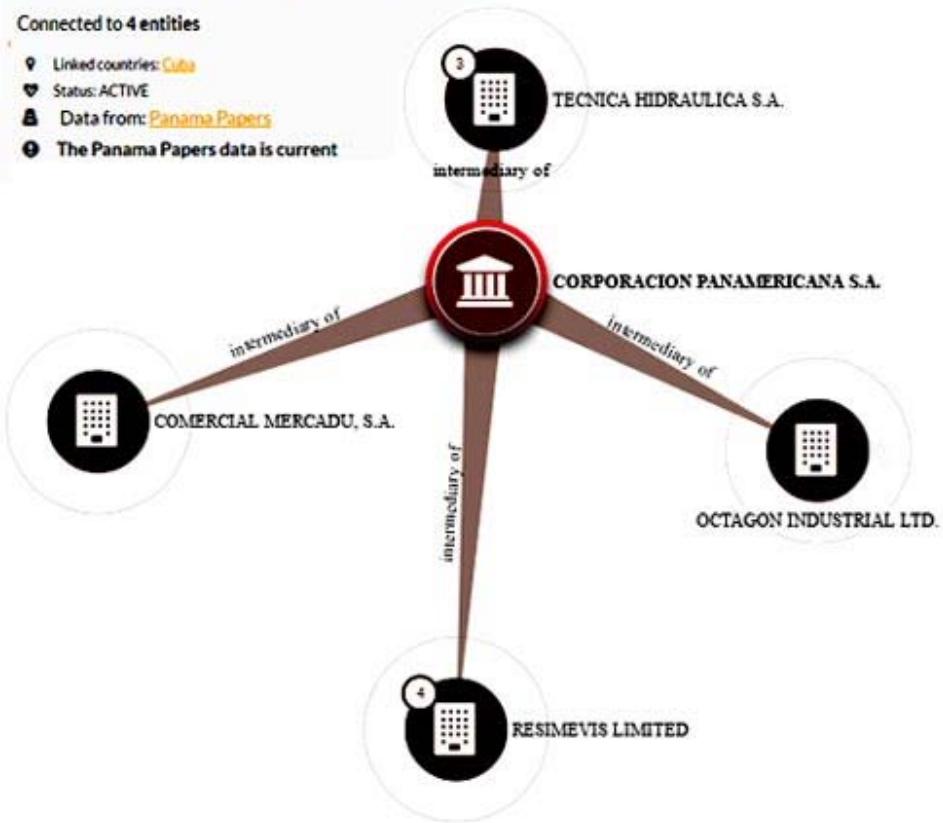 Connected to 4 entities
Linked countries: Cuba
Status: ACTIVE
Data from: Panama Papers
The Panama Papers data is current
3
TECNICA HIDRAULICA S.A.
intermediary of
CORPORACION PANAMERICANA S.A.
intermediary of
intermediary of
COMERCIAL MERCADU, S.A.
intermediary of
OCTAGON INDUSTRIAL LTD.
4
RESIMEVIS LIMITED